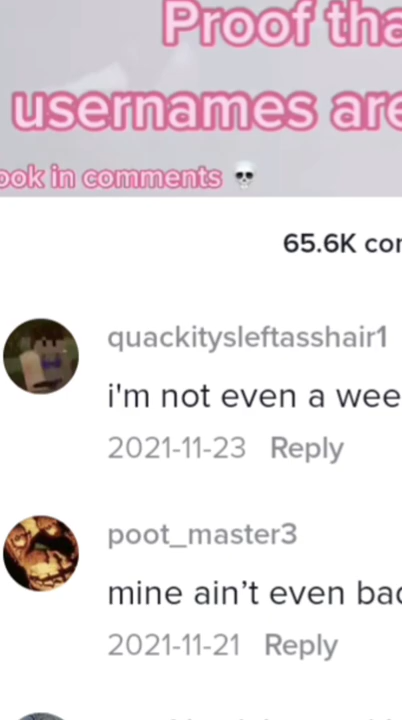 Proof tha
usernames are
ook in comments 💀
65.6K cor
quackitysleftasshair1
i'm not even a wee
2021-11-23 Reply
poot_master3
mine ain't even bad
2021-11-21 Reply